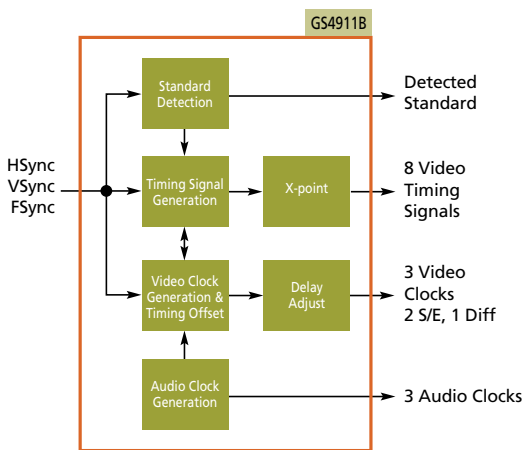 GS4911B
Standard
Detection
Detected
Standard
HSync
VSync
FSync
Timing Signal
Generation
X-point
8 Video
Timing
Signals
Video Clock
Generation &
Timing Offset
Delay
Adjust
3 Video
Clocks
2 S/E, 1 Diff
Audio Clock
Generation
3 Audio Clocks